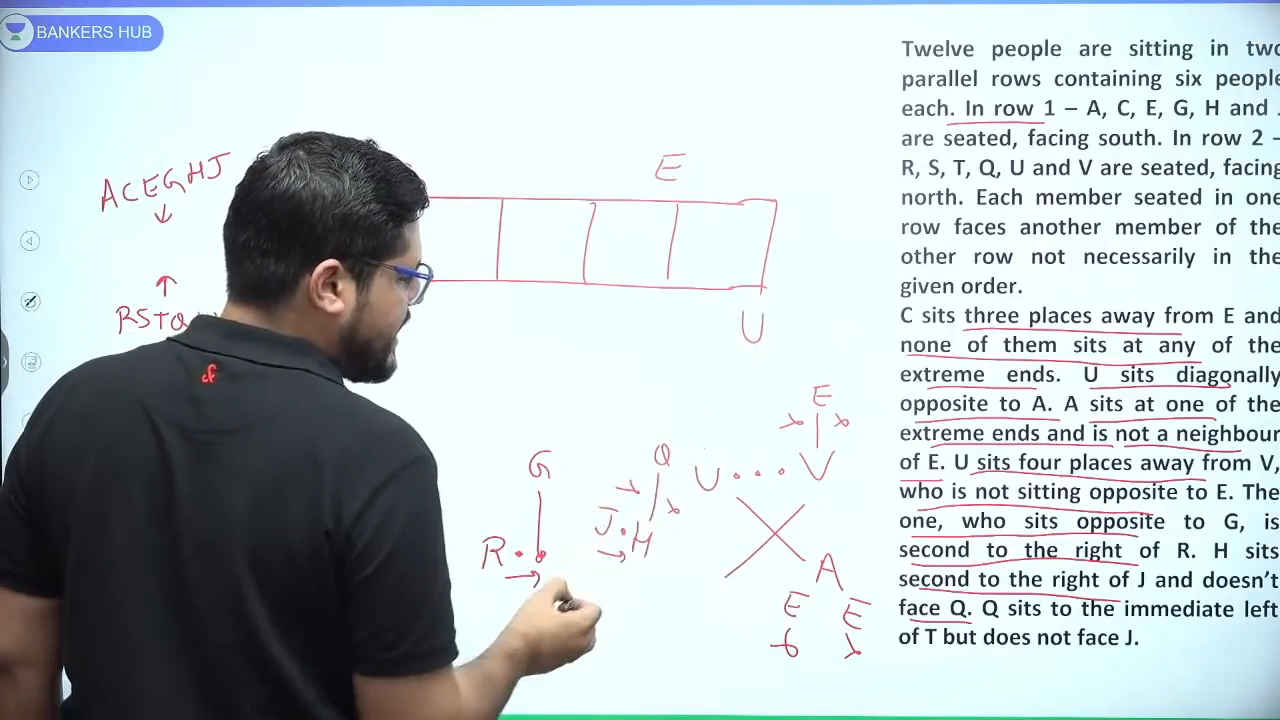 BANKERS HUB
Twelve people are sitting in two
parallel rows containing six people
each. In row 1 – A, C, E, G, H and
are seated, facing south. In row 2 –
R, S, T, Q, U and V are seated, facing
north. Each member seated in one
row faces another member of the
other row not necessarily in the
given order.
C sits three places away from E and
none of them sits at any of the
extreme ends. U sits diagonally
opposite to A. A sits at one of the
extreme ends and is not a neighbour
of E. U sits four places away from V,
who is not sitting opposite to E. The
one, who sits opposite to G, is
second to the right of R. H sits
second to the right of J and doesn't
face Q. Q sits to the immediate left
of T but does not face J.
ACEGHJ
RSTQ
E
U
G
R
Q
J H
E
U V
A
E E